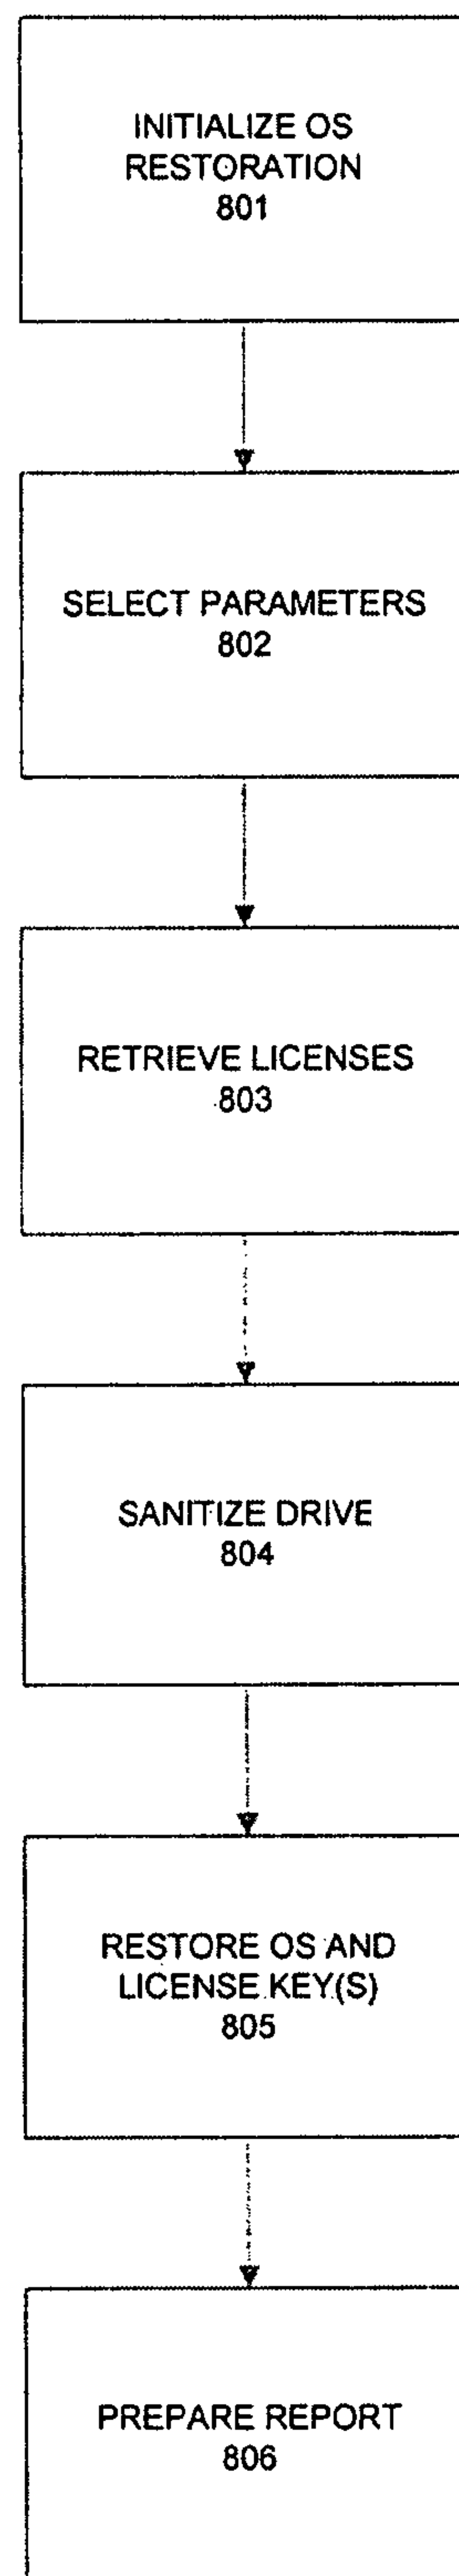 INITIALIZE OS
RESTORATION
801
SELECT PARAMETERS
802
RETRIEVE LICENSES
803
SANITIZE DRIVE
804
RESTORE OS AND
LICENSE KEY(S)
805
PREPARE REPORT
806